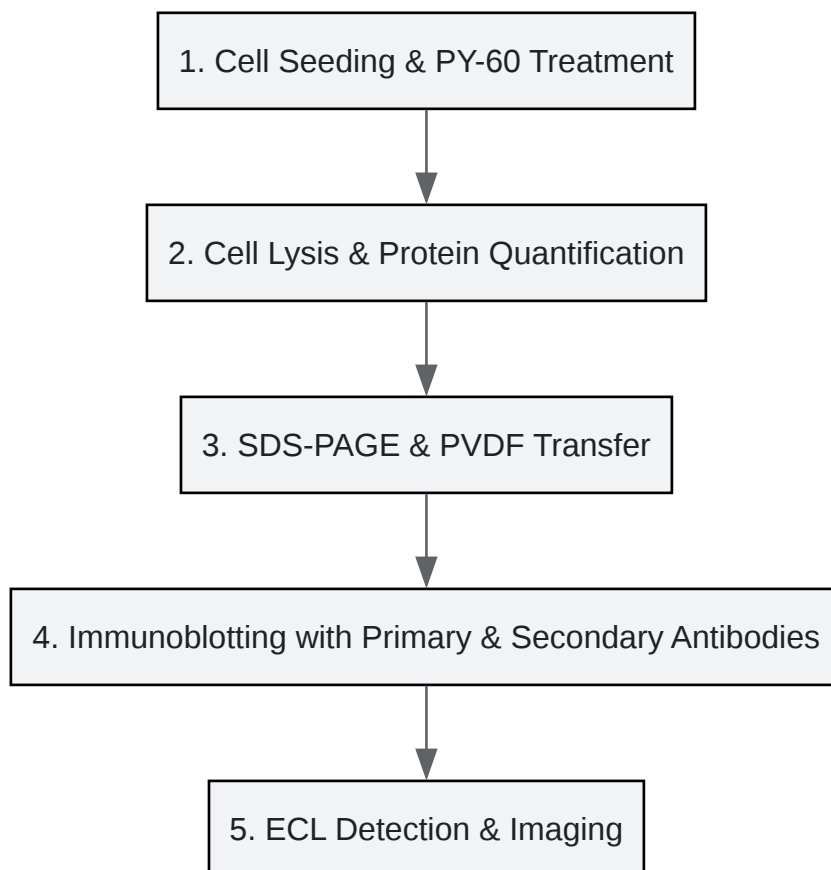 1. Cell Seeding & PY-60 Treatment
2. Cell Lysis & Protein Quantification
3. SDS-PAGE & PVDF Transfer
4. Immunoblotting with Primary & Secondary Antibodies
5. ECL Detection & Imaging